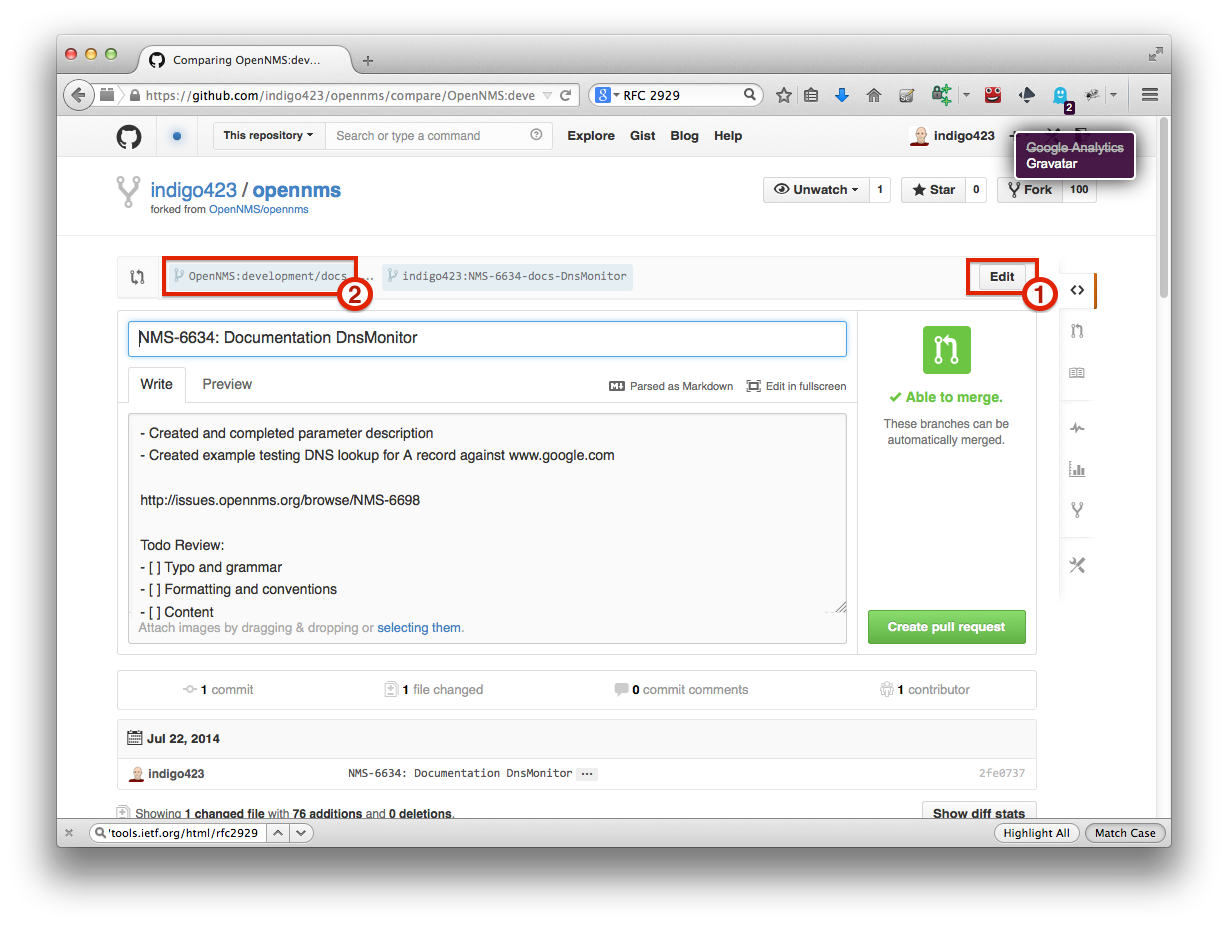 Comparing OpenNMS:dev...
https://github.com/indigo423/opennms/compare/OpenNMS:deve
8 RFC 2929
2
This repository
Search or type a command
Explore Gist Blog Help
indigo423
Google Analytics
Gravatar
indigo423 / opennms
forked from OpenNMS/opennms
Unwatch 1
Star 0
Fork 100
OpenNMS:development/docs ... indigo423:NMS-6634-docs-DnsMonitor
Edit
2
1
NMS-6634: Documentation DnsMonitor
Write Preview
Parsed as Markdown Edit in fullscreen
- Created and completed parameter description
- Created example testing DNS lookup for A record against www.google.com
http://issues.opennms.org/browse/NMS-6698
Todo Review:
- [ ] Typo and grammar
- [ ] Formatting and conventions
- [ ] Content
Attach images by dragging & dropping or selecting them.
Able to merge.
These branches can be
automatically merged.
Create pull request
1 commit
1 file changed
0 commit comments
1 contributor
Jul 22, 2014
indigo423 NMS-6634: Documentation DnsMonitor ... 2fe0737
Showing 1 changed file with 76 additions and 0 deletions.
Show diff stats
'tools.ietf.org/html/rfc2929
Highlight All
Match Case